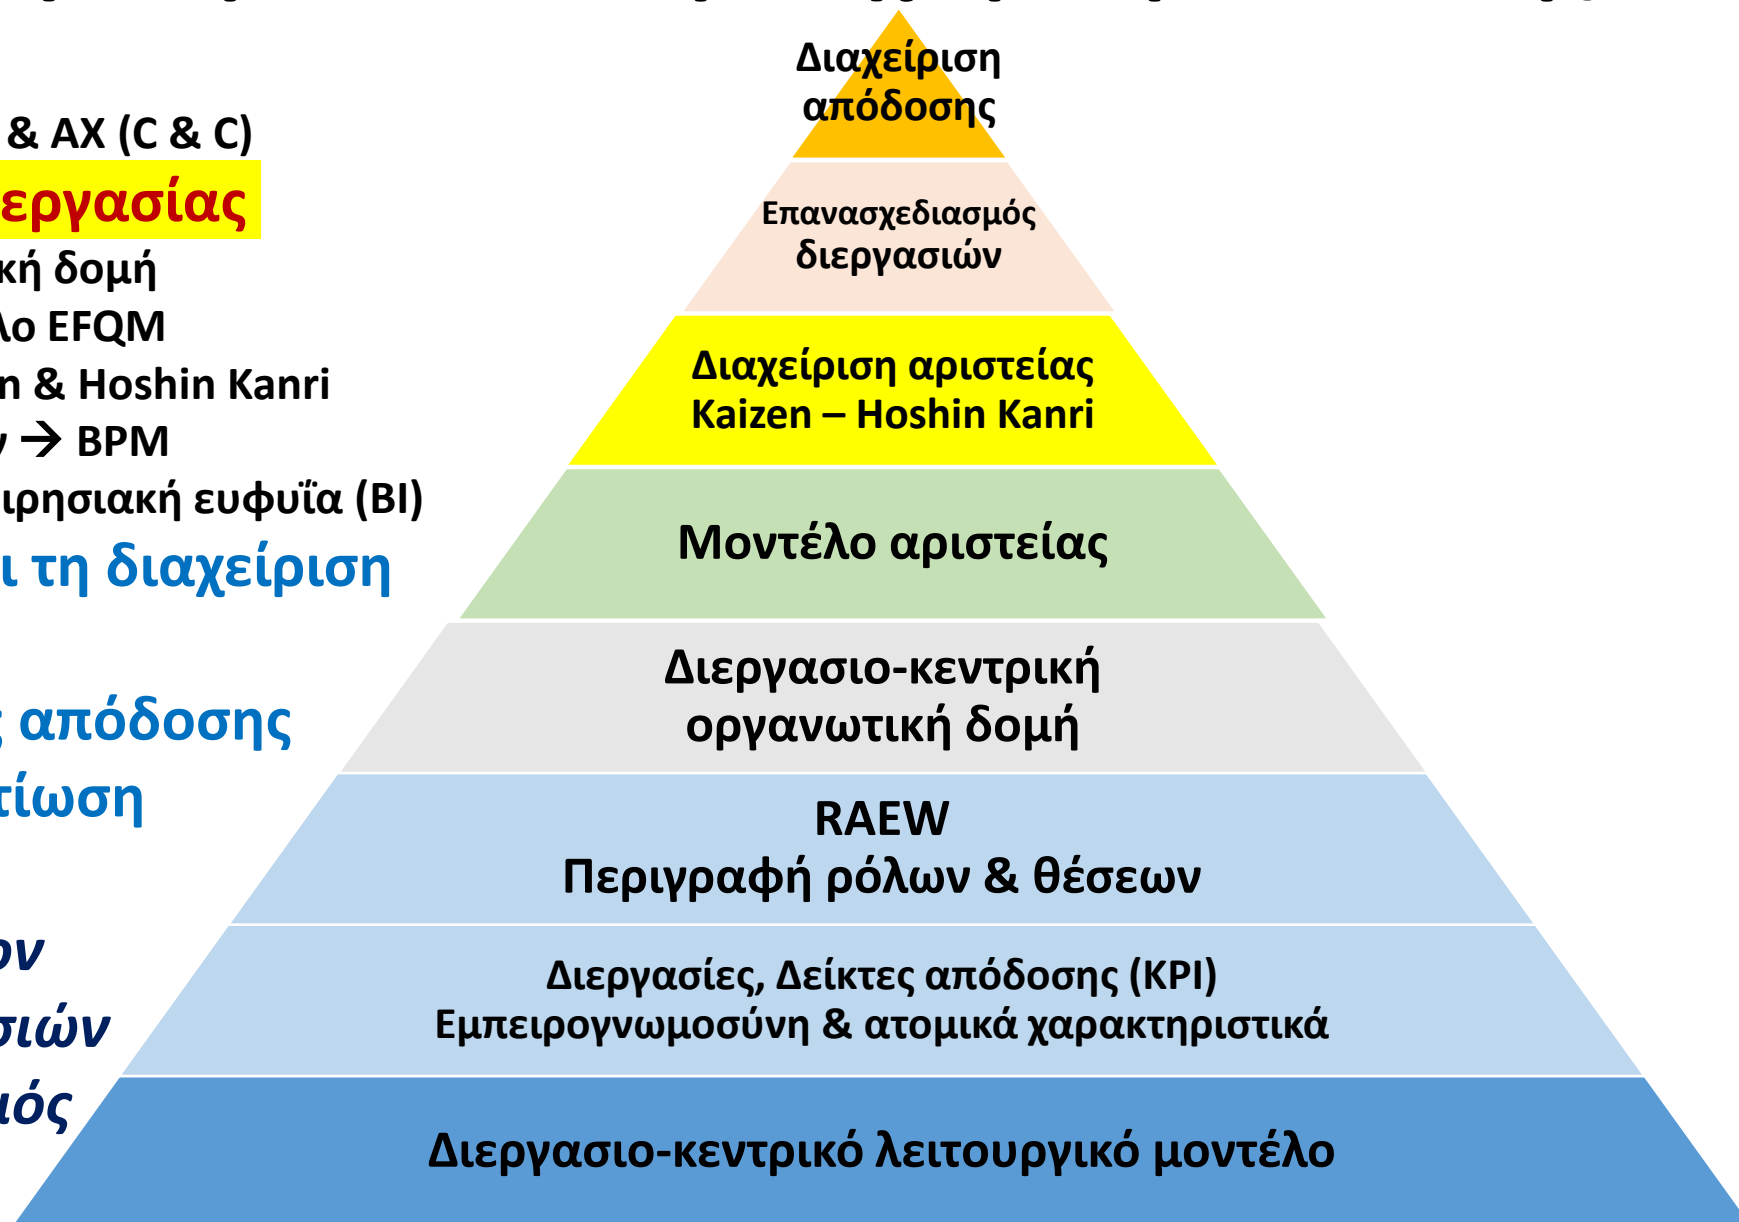 & ΑΧ (C & C)
εργασίας
κή δομή
λο EFQM
n & Hoshin Kanri
ν → BPM
ιρησιακή ευφυΐα (BI)
ι τη διαχείριση
ς απόδοσης
τίωση
ον
σιών
μός
Διαχείριση
απόδοσης
Επανασχεδιασμός
διεργασιών
Διαχείριση αριστείας
Kaizen – Hoshin Kanri
Μοντέλο αριστείας
Διεργασιο-κεντρική
οργανωτική δομή
RAEW
Περιγραφή ρόλων & θέσεων
Διεργασίες, Δείκτες απόδοσης (KPI)
Εμπειρογνωμοσύνη & ατομικά χαρακτηριστικά
Διεργασιο-κεντρικό λειτουργικό μοντέλο